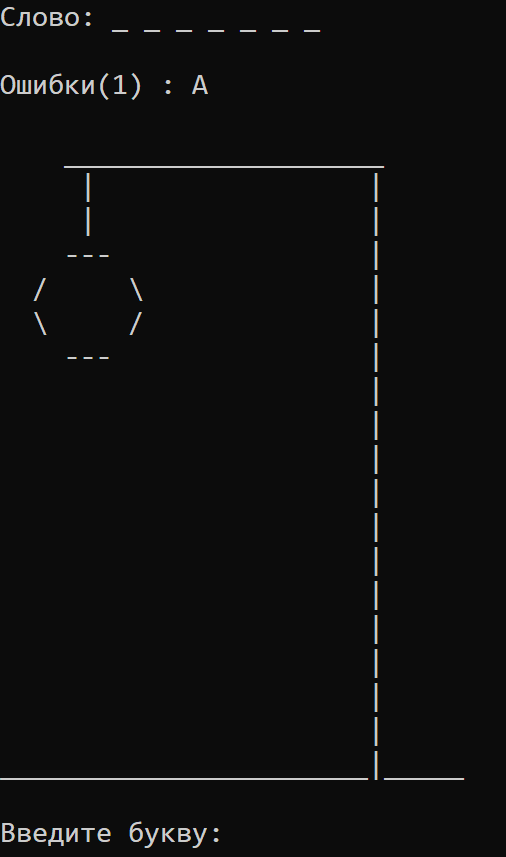 Слово: _ _ _ _ _ _ _
Ошибки(1) : А
Введите букву: